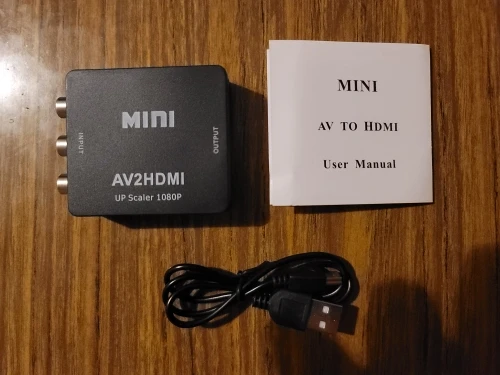 MINI
INPUT
OUTPUT
AV2HDMI
UP Scaler 1080P
MINI
AV TO HDMI
User Manual